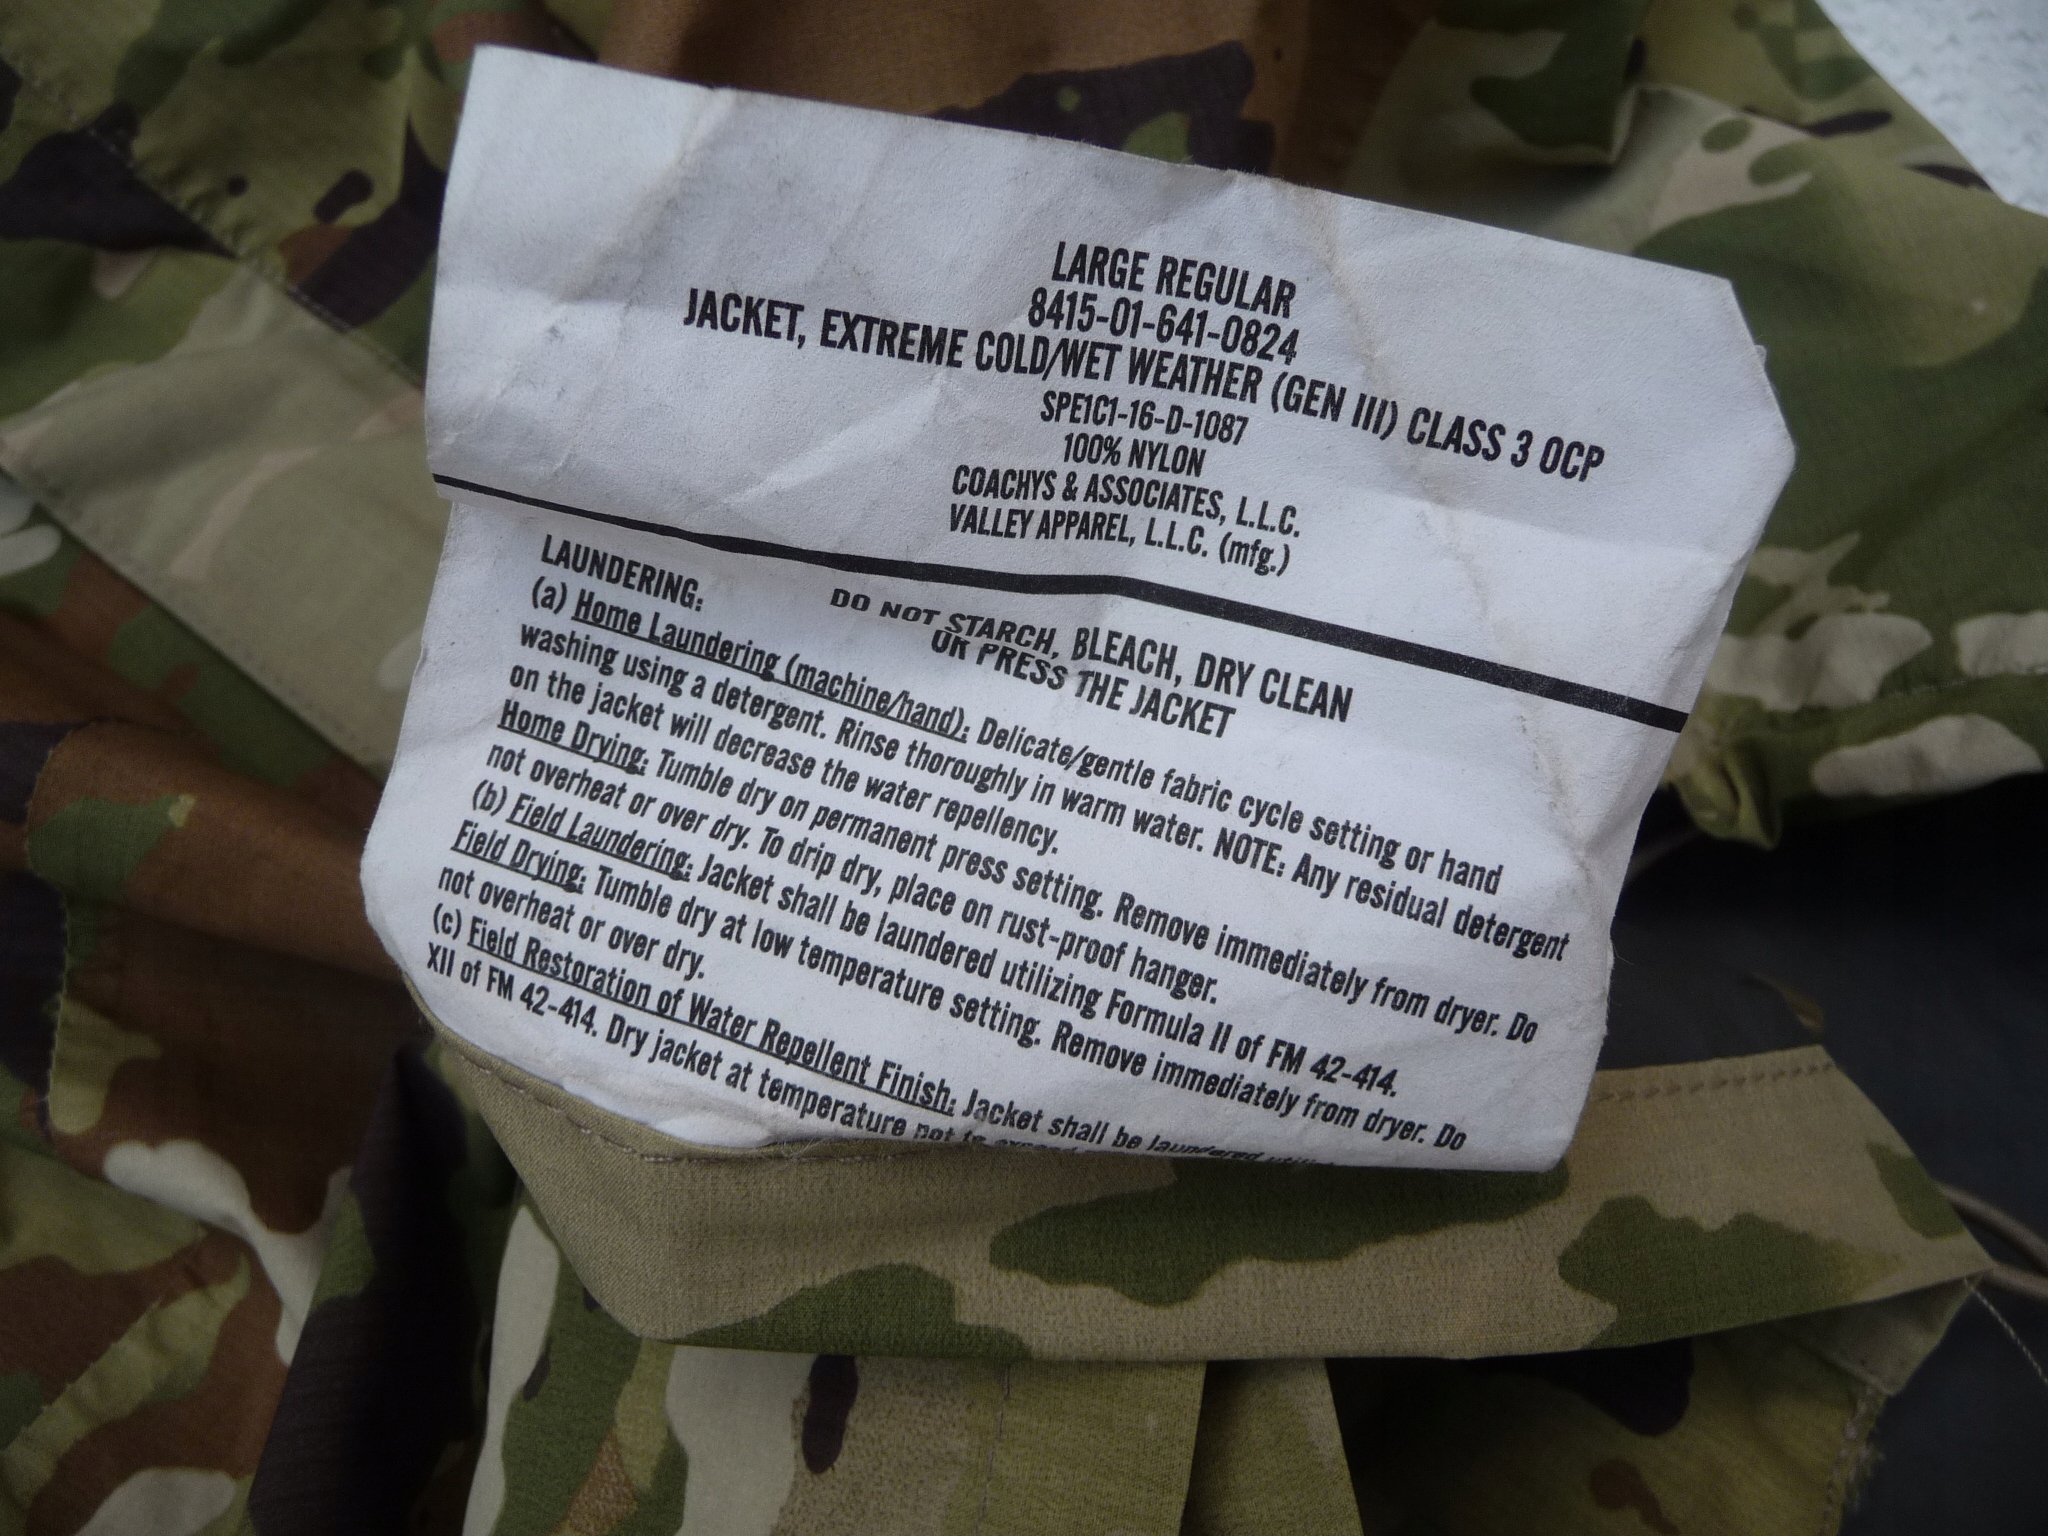 LARGE REGULAR
8415-01-641-0824
JACKET, EXTREME COLD/WET WEATHER (GEN III) CLASS 3 OCP
SPE1C1-16-D-1087
100% NYLON
COACHYS & ASSOCIATES, L.L.C.
VALLEY APPAREL, L.L.C. (mfg.)
LAUNDERING:
DO NOT STARCH, BLEACH, DRY CLEAN
OR PRESS THE JACKET
(a) Home Laundering (machine/hand): Delicate/gentle fabric cycle setting or hand
washing using a detergent. Rinse thoroughly in warm water. NOTE: Any residual detergent
on the jacket will decrease the water repellency.
Home Drying: Tumble dry on permanent press setting. Remove immediately from dryer. Do
not overheat or over dry. To drip dry, place on rust-proof hanger.
(b) Field Laundering: Jacket shall be laundered utilizing Formula II of FM 42-414.
Field Drying: Tumble dry at low temperature setting. Remove immediately from dryer. Do
not overheat or over dry.
(c) Field Restoration of Water Repellent Finish: Jacket shall be laundered
XII of FM 42-414. Dry jacket at temperature not to exceed